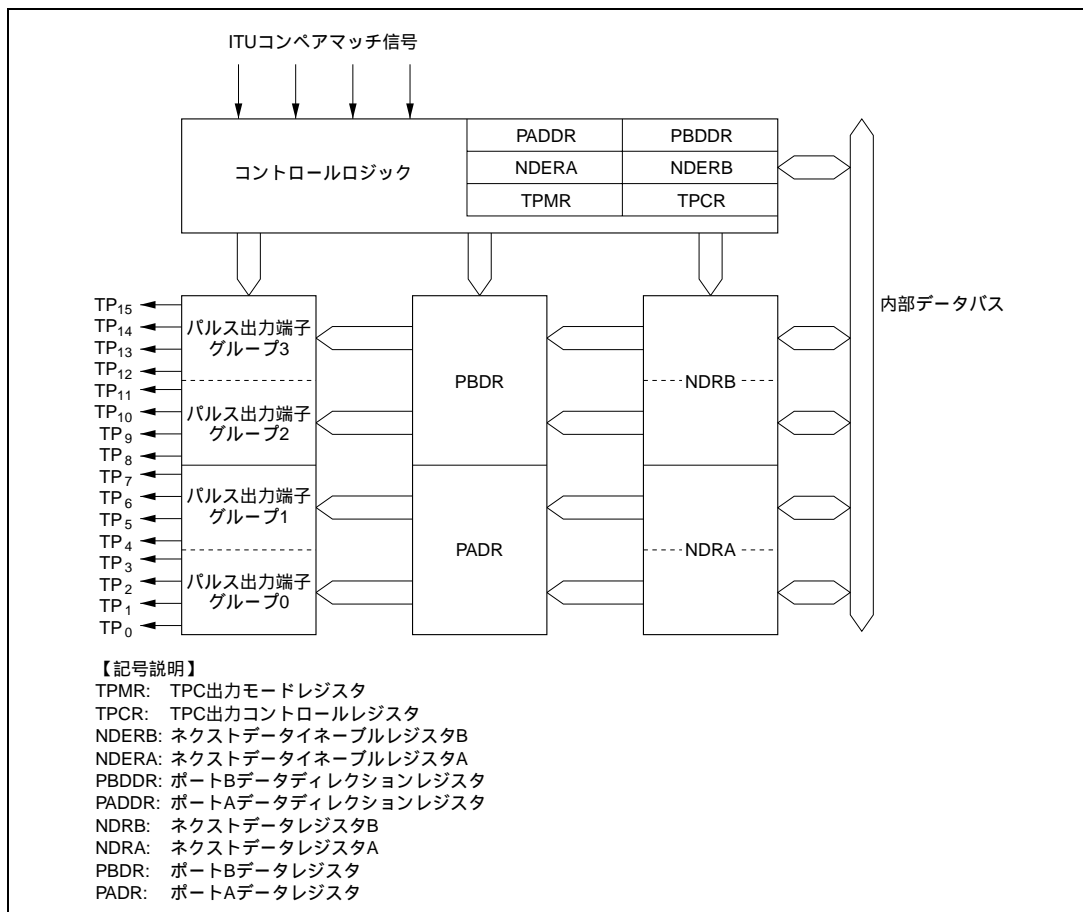 ITUコンペアマッチ信号
コントロールロジック
PADDR PBDDR
NDERA NDERB
TPMR TPCR
内部データバス
TP15
TP14
TP13
TP12
TP11
TP10
TP9
TP8
TP7
TP6
TP5
TP4
TP3
TP2
TP1
TP0
パルス出力端子
グループ3
パルス出力端子
グループ2
パルス出力端子
グループ1
パルス出力端子
グループ0
PBDR
PADR
NDRB
NDRA
【記号説明】
TPMR: TPC出力モードレジスタ
TPCR: TPC出力コントロールレジスタ
NDERB: ネクストデータイネーブルレジスタB
NDERA: ネクストデータイネーブルレジスタA
PBDDR: ポートBデータディレクションレジスタ
PADDR: ポートAデータディレクションレジスタ
NDRB: ネクストデータレジスタB
NDRA: ネクストデータレジスタA
PBDR: ポートBデータレジスタ
PADR: ポートAデータレジスタ